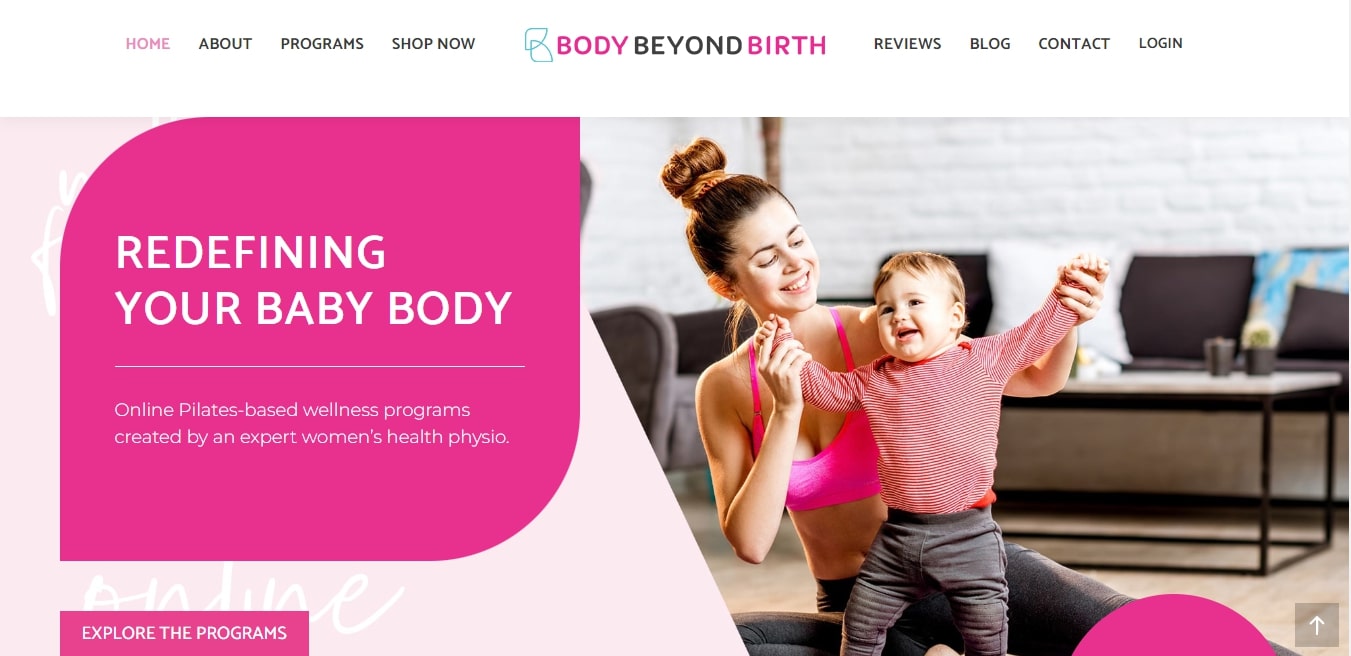 HOME ABOUT PROGRAMS SHOP NOW BODY BEYOND BIRTH REVIEWS BLOG CONTACT LOGIN
REDEFINING
YOUR BABY BODY
Online Pilates-based wellness programs
created by an expert women’s health physio.
online
EXPLORE THE PROGRAMS